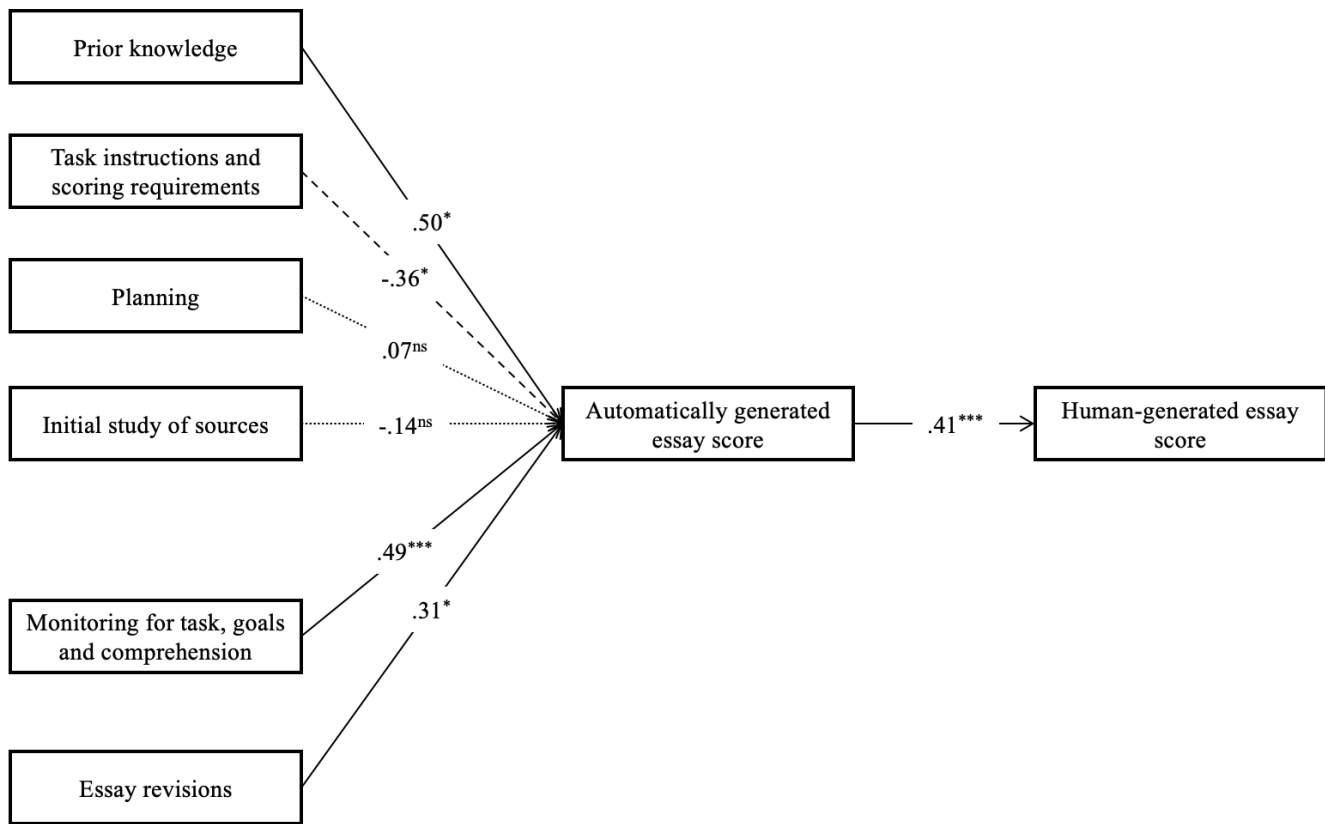 Prior knowledge
Task instructions and
scoring requirements
Planning
Initial study of sources
Monitoring for task, goals
and comprehension
Essay revisions
.50*
-.36*
.07ns
-.14ns
.49***
.31*
Automatically generated
essay score
.41***
Human-generated essay
score